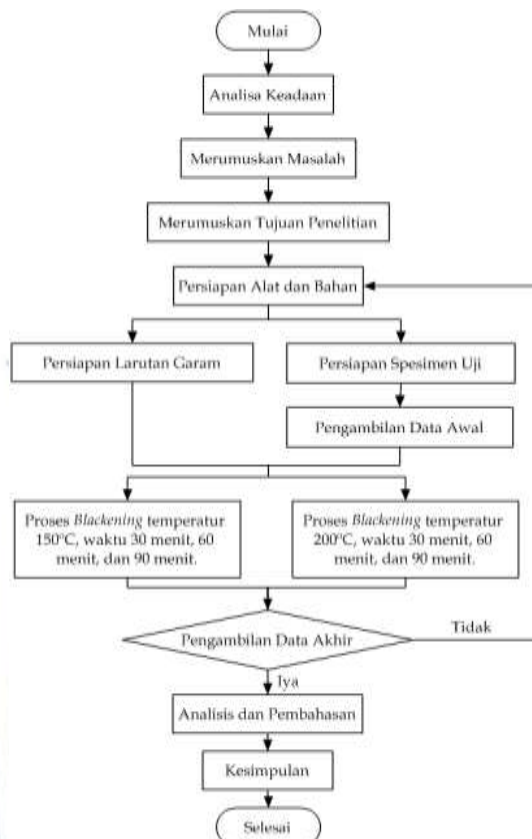 Mulai
Analisa Keadaan
Merumuskan Masalah
Merumuskan Tujuan Penelitian
Persiapan Alat dan Bahan
Persiapan Larutan Garam
Persiapan Spesimen Uji
Pengambilan Data Awal
Proses Blackening temperatur
150°C, waktu 30 menit, 60
menit, dan 90 menit.
Proses Blackening temperatur
200°C, waktu 30 menit, 60
menit, dan 90 menit.
Pengambilan Data Akhir
Tidak
Iya
Analisis dan Pembahasan
Kesimpulan
Selesai